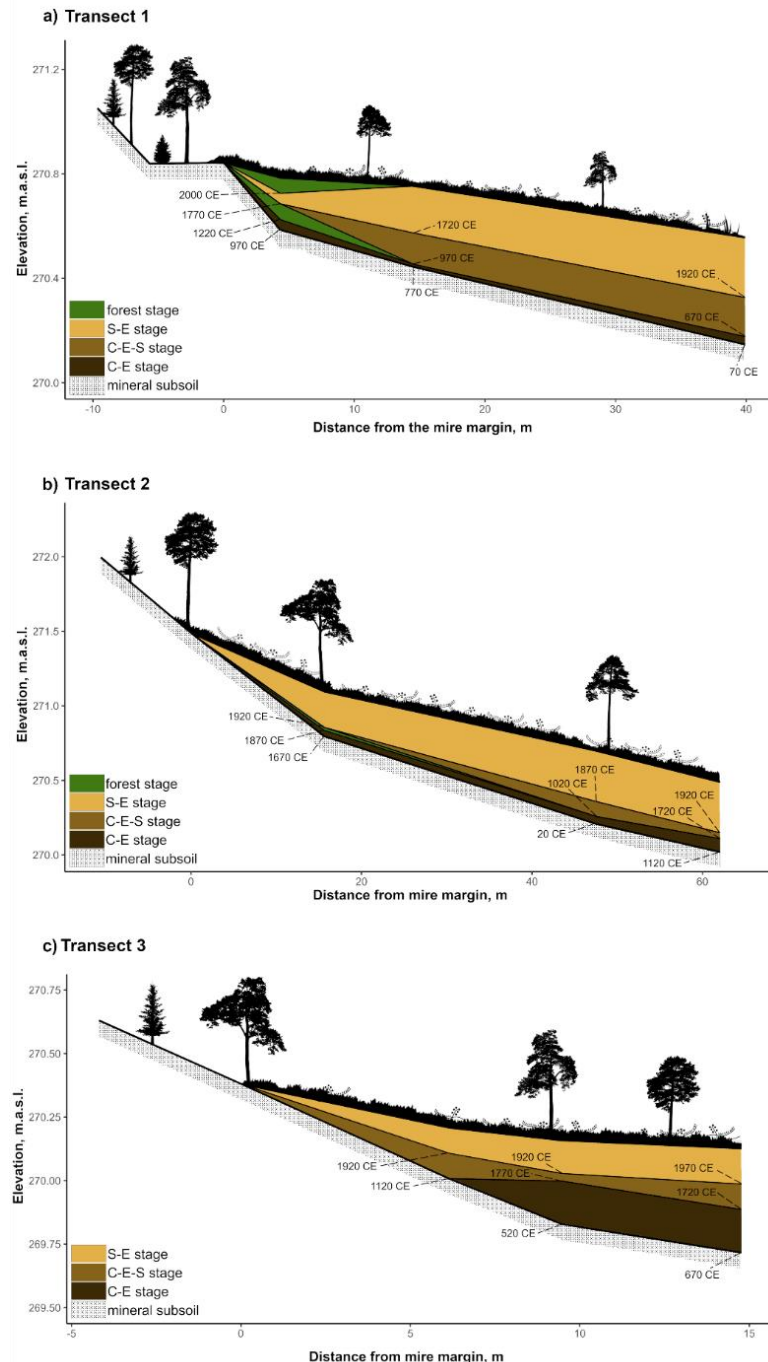 a) Transect 1
Elevation, m.a.s.l.
271.2
270.8
270.4
270.0
2000 CE
1770 CE
1220 CE
970 CE
1720 CE
970 CE
770 CE
1920 CE
670 CE
70 CE
forest stage
S-E stage
C-E-S stage
C-E stage
mineral subsoil
-10 0 10 20 30 40
Distance from the mire margin, m
b) Transect 2
Elevation, m.a.s.l.
272.0
271.5
271.0
270.5
270.0
1920 CE
1870 CE
1670 CE
1870 CE
1020 CE
20 CE
1920 CE
1720 CE
1120 CE
forest stage
S-E stage
C-E-S stage
C-E stage
mineral subsoil
0 20 40 60
Distance from mire margin, m
c) Transect 3
Elevation, m.a.s.l.
270.75
270.50
270.25
270.00
269.75
269.50
1920 CE
1120 CE
1920 CE
1770 CE
520 CE
1970 CE
1720 CE
670 CE
S-E stage
C-E-S stage
C-E stage
mineral subsoil
-5 0 5 10 15
Distance from mire margin, m